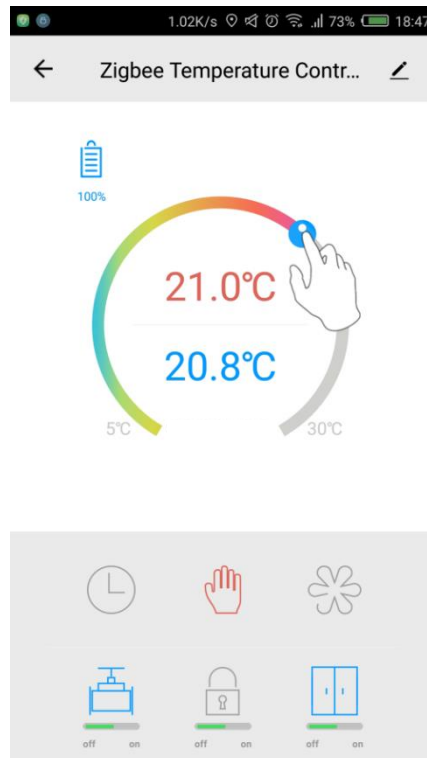 1.02K/s 73% 18:47
Zigbee Temperature Contr...
100%
21.0℃
20.8℃
5℃ 30℃
off on off on off on